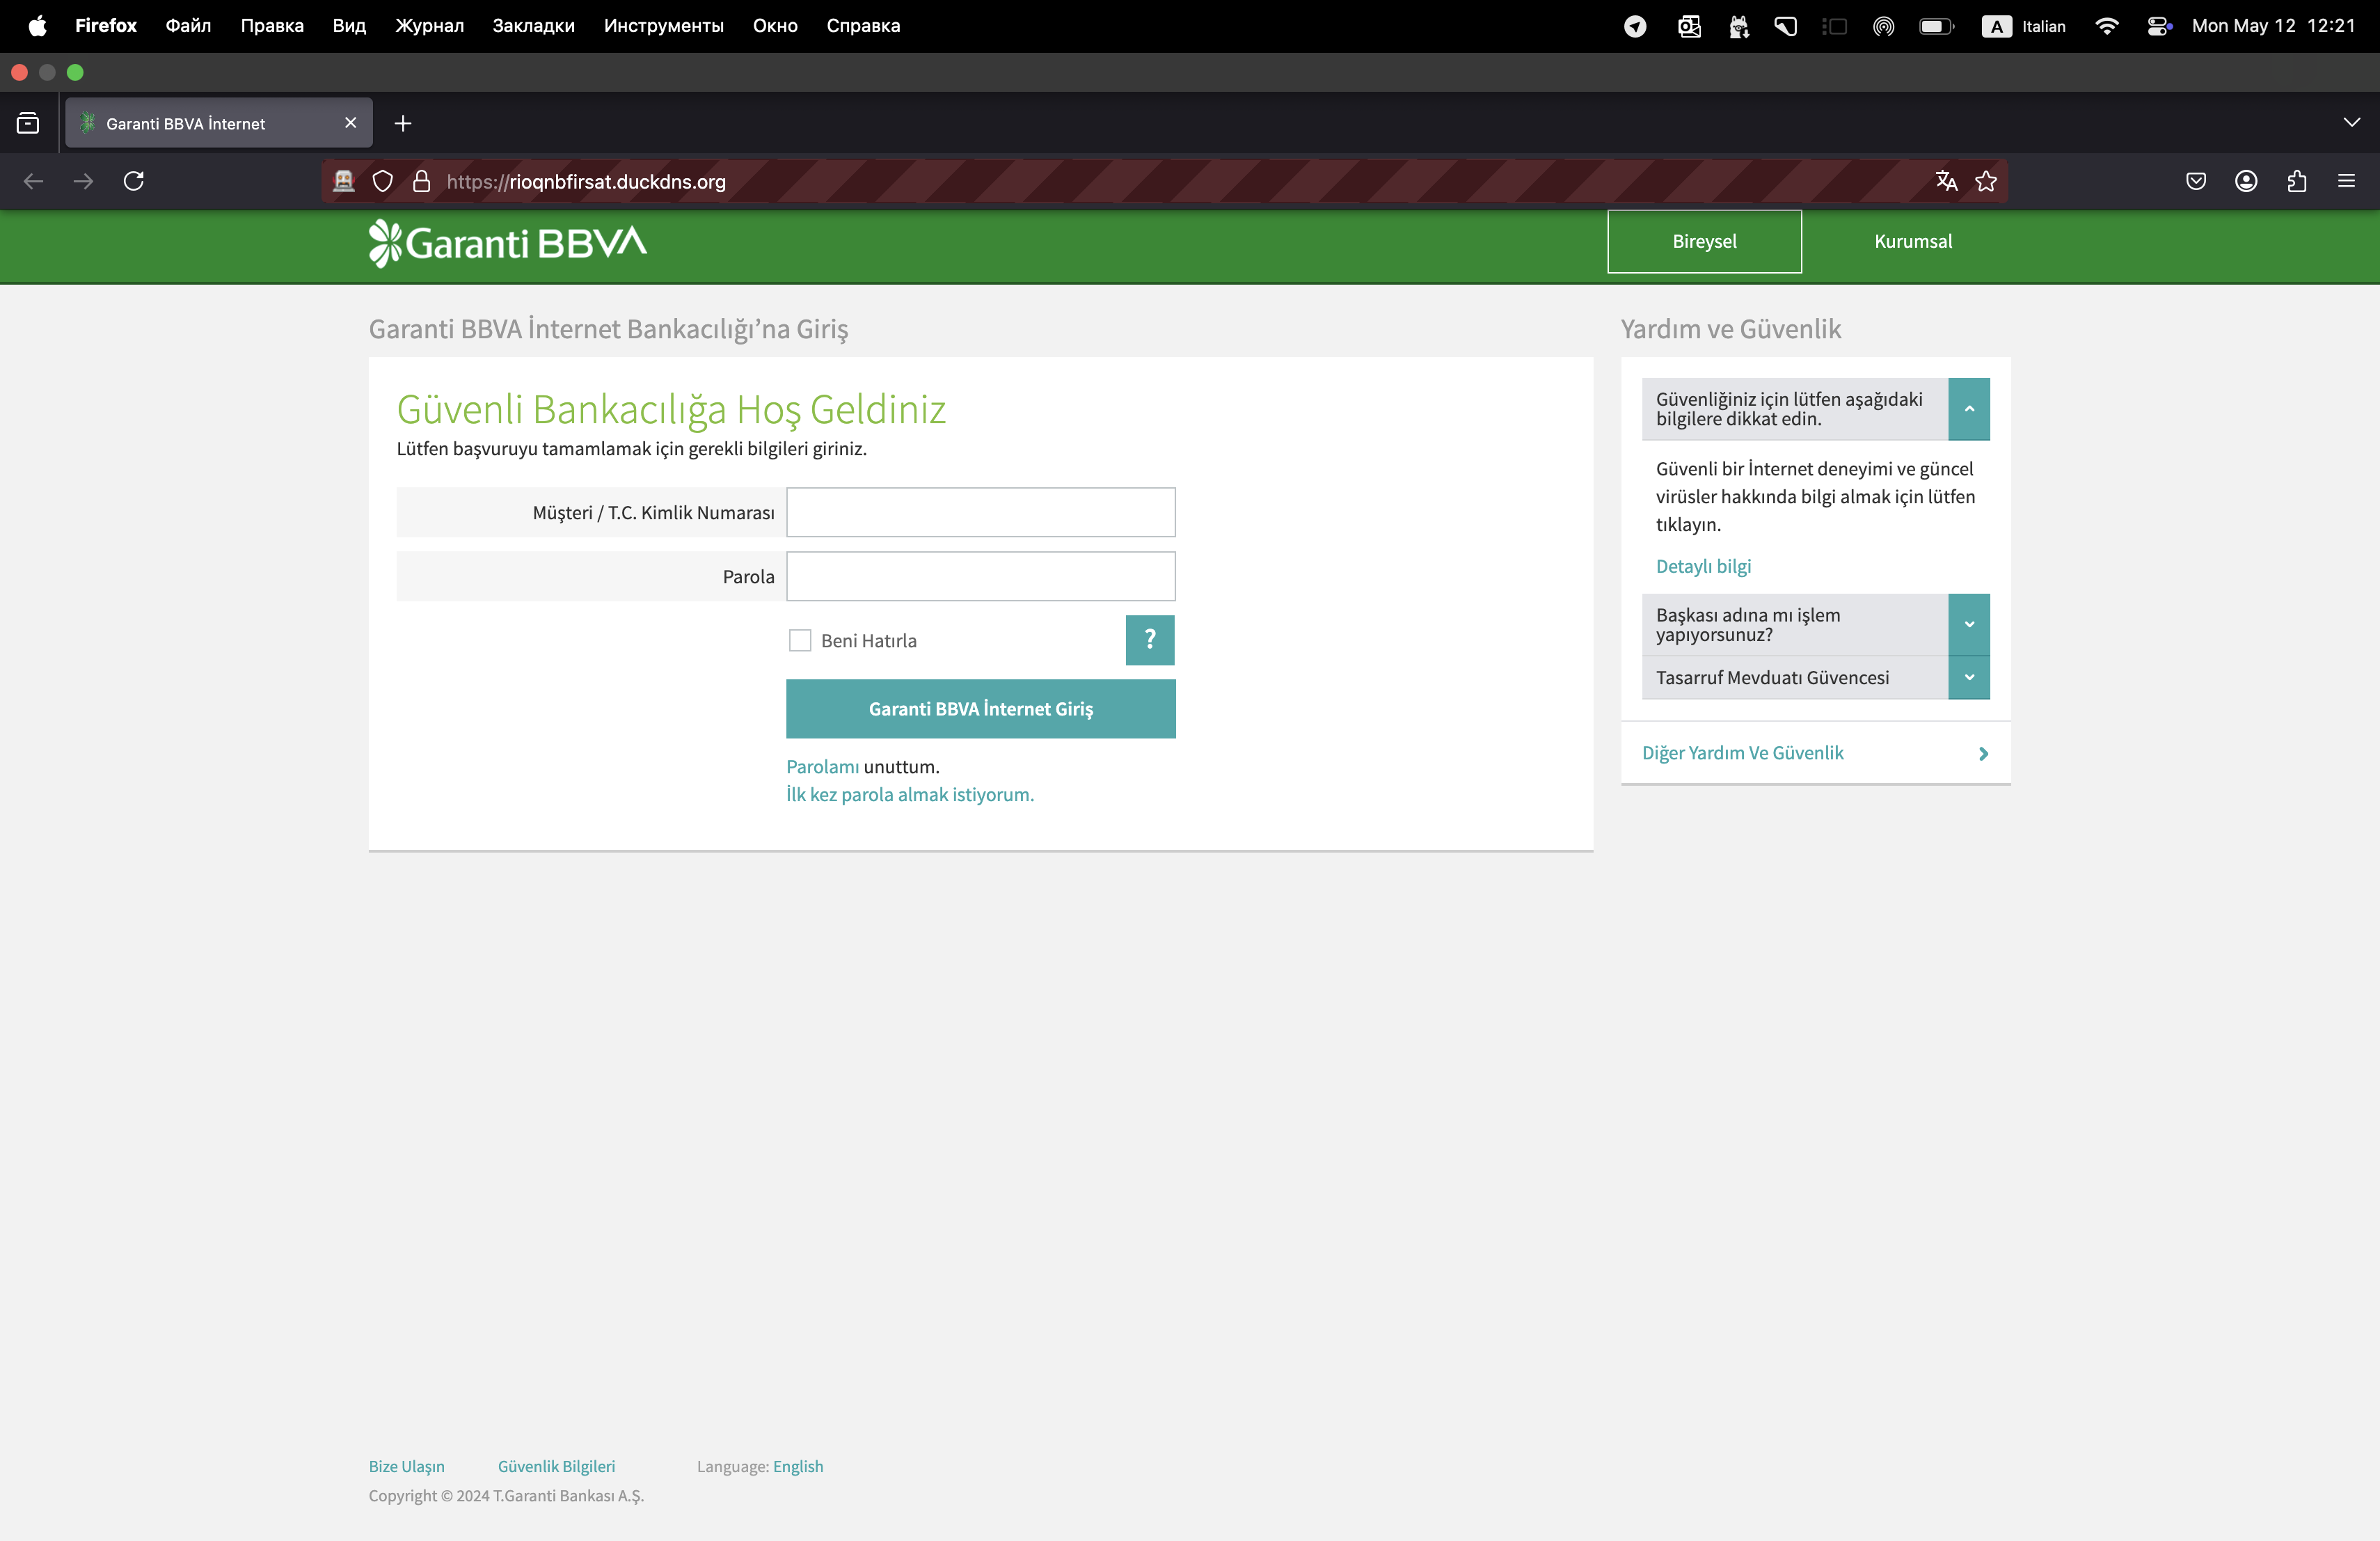 Firefox Файл Правка Вид Журнал Закладки Инструменты Окно Справка A Italian Mon May 12 12:21
Garanti BBVA İnternet
https://rioqnbfirsat.duckdns.org
Garanti BBVA
Bireysel
Kurumsal
Garanti BBVA İnternet Bankacılığı’na Giriş
Güvenli Bankacılığa Hoş Geldiniz
Lütfen başvuruyu tamamlamak için gerekli bilgileri giriniz.
Müşteri / T.C. Kimlik Numarası
Parola
Beni Hatırla
?
Garanti BBVA İnternet Giriş
Parolamı unuttum.
İlk kez parola almak istiyorum.
Yardım ve Güvenlik
Güvenliğiniz için lütfen aşağıdaki
bilgilere dikkat edin.
Güvenli bir İnternet deneyimi ve güncel
virüsler hakkında bilgi almak için lütfen
tıklayın.
Detaylı bilgi
Başkası adına mı işlem
yapıyorsunuz?
Tasarruf Mevduatı Güvencesi
Diğer Yardım Ve Güvenlik
Bize Ulaşın
Güvenlik Bilgileri
Language: English
Copyright © 2024 T.Garanti Bankası A.Ş.